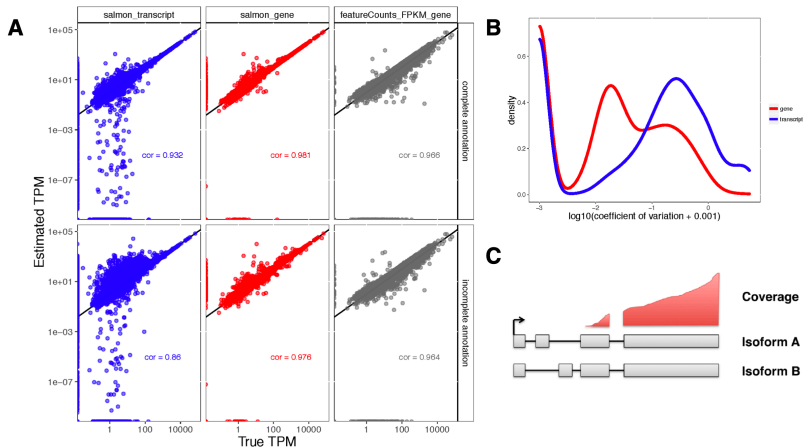 A
salmon_transcript
salmon_gene
featureCounts_FPKM_gene
1e+05
1e+01
1e−03
1e−07
cor = 0.932
cor = 0.981
cor = 0.966
complete annotation
1e+05
1e+01
1e−03
1e−07
cor = 0.86
cor = 0.976
cor = 0.964
incomplete annotation
Estimated TPM
1
100
10000
1
100
10000
1
100
10000
True TPM
B
0.6
0.4
0.2
0.0
density
−3
−2
−1
0
log10(coefficient of variation + 0.001)
gene
transcript
C
Coverage
Isoform A
Isoform B